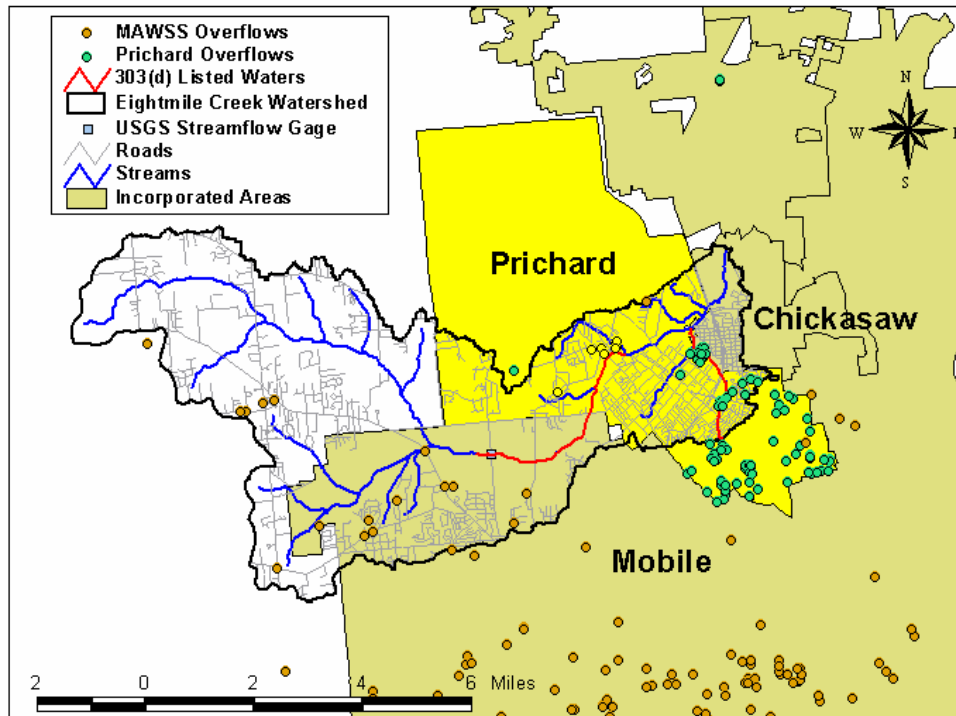 MAWSS Overflows
Prichard Overflows
303(d) Listed Waters
Eightmile Creek Watershed
USGS Streamflow Gage
Roads
Streams
Incorporated Areas
N
W
E
S
Prichard
Chickasaw
Mobile
2 0 2 4 6 Miles